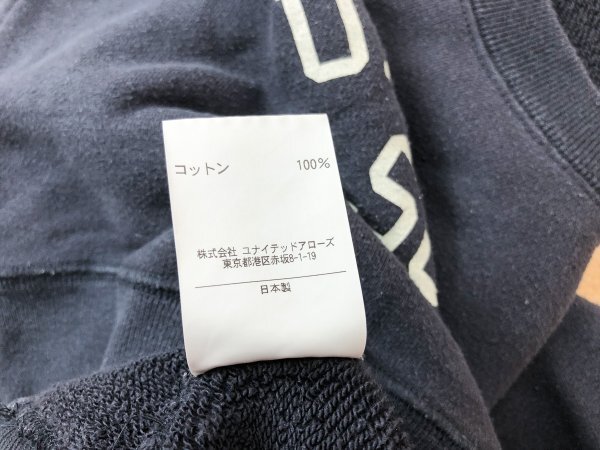 コットン 100%
株式会社 ユナイテッドアローズ
東京都港区赤坂8-1-19
日本製